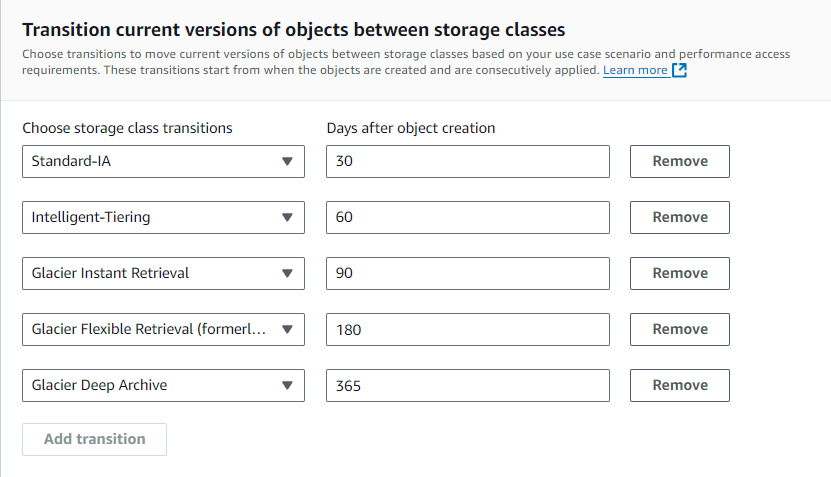 Transition current versions of objects between storage classes
Choose transitions to move current versions of objects between storage classes based on your use case scenario and performance access
requirements. These transitions start from when the objects are created and are consecutively applied. Learn more
Choose storage class transitions Days after object creation
Standard-IA 30 Remove
Intelligent-Tiering 60 Remove
Glacier Instant Retrieval 90 Remove
Glacier Flexible Retrieval (formerl... 180 Remove
Glacier Deep Archive 365 Remove
Add transition